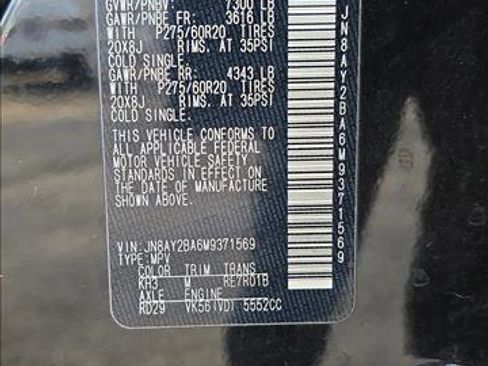 GVWR/PNBV: 7300 LB
GAWR/PNBE FR: 3616 LB
WITH P275/60R20 TIRES
20X8J RIMS. AT 35PSI
COLD SINGLE.
GAWR/PNBE RR: 4343 LB
WITH P275/60R20 TIRES
20X8J RIMS. AT 35PSI
COLD SINGLE.
THIS VEHICLE CONFORMS TO
ALL APPLICABLE FEDERAL
MOTOR VEHICLE SAFETY
STANDARDS IN EFFECT ON
THE DATE OF MANUFACTURE
SHOWN ABOVE.
VIN: JN8AY2BA6M9371569
TYPE: MPV
COLOR TRIM TRANS
KH3 M RE7R01B
AXLE ENGINE
RD29 VK56(VD) 5552CC
JN8AY2BA6M9371569